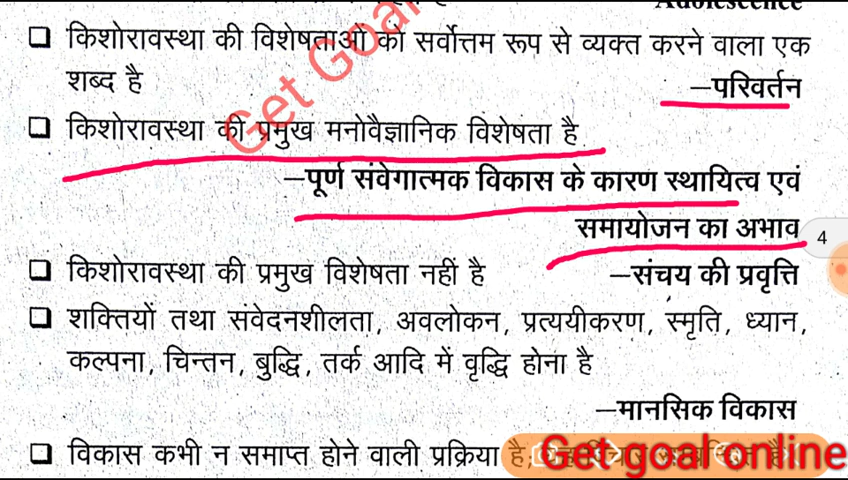 Adolescence
किशोरावस्था की विशेषताओं को सर्वोत्तम रूप से व्यक्त करने वाला एक
शब्द है –परिवर्तन
किशोरावस्था की प्रमुख मनोवैज्ञानिक विशेषता है
–पूर्ण संवेगात्मक विकास के कारण स्थायित्व एवं
समायोजन का अभाव
4
किशोरावस्था की प्रमुख विशेषता नहीं है –संचय की प्रवृत्ति
शक्तियों तथा संवेदनशीलता, अवलोकन, प्रत्ययीकरण, स्मृति, ध्यान,
कल्पना, चिन्तन, बुद्धि, तर्क आदि में वृद्धि होना है
–मानसिक विकास
विकास कभी न समाप्त होने वाली प्रक्रिया है,
Get goal online
Get Goal